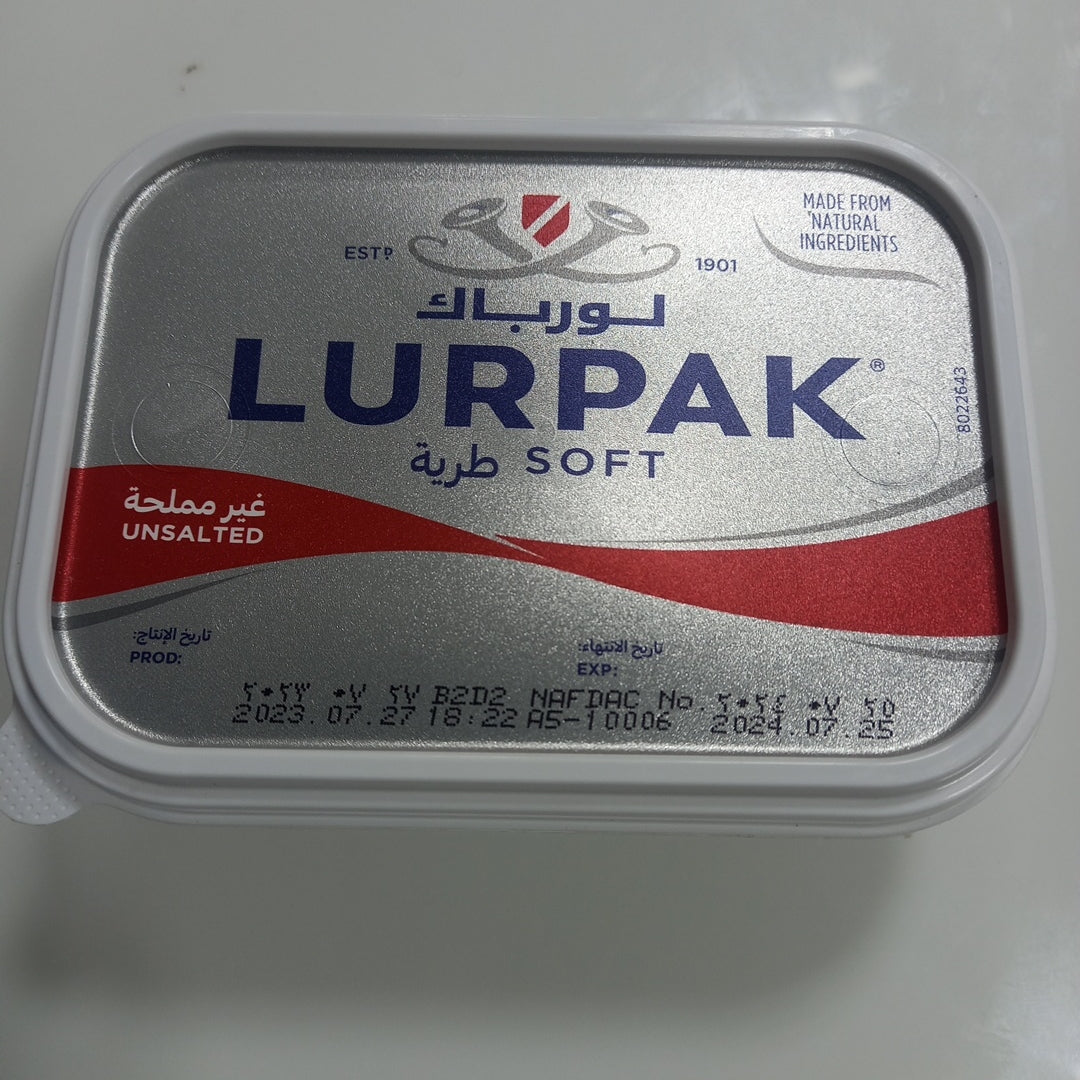 ESTD 1901
MADE FROM
NATURAL
INGREDIENTS
لورباك
LURPAK®
طرية SOFT
8022643
غير مملحة
UNSALTED
تاريخ الإنتاج:
PROD:
تاريخ الانتهاء:
EXP:
٢٠٢٣ ٠٧ ٢٧ B2D2 NAFDAC No. ٢٠٢٤ ٠٧ ٢٥
2023.07.27 18:22 A5-10006 2024.07.25